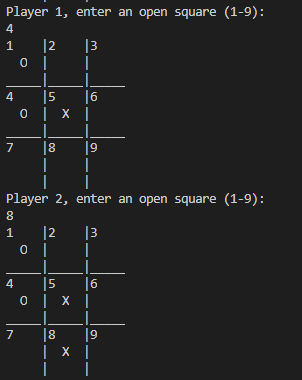 Player 1, enter an open square (1-9):
4
1    |2    |3
  O  |     |
_____|_____|_____
4    |5    |6
  O  |  X  |
_____|_____|_____
7    |8    |9
     |     |
     |     |
Player 2, enter an open square (1-9):
8
1    |2    |3
  O  |     |
_____|_____|_____
4    |5    |6
  O  |  X  |
_____|_____|_____
7    |8    |9
     |  X  |
     |     |